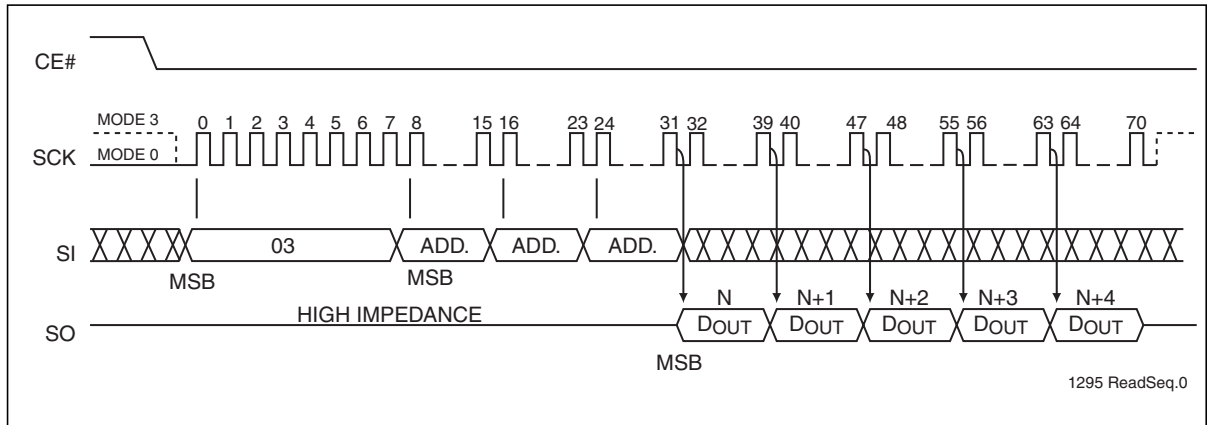 CE#
MODE 3
0 1 2 3 4 5 6 7 8 15 16 23 24 31 32 39 40 47 48 55 56 63 64 70
SCK
MODE 0
SI
03 ADD. ADD. ADD.
MSB MSB
HIGH IMPEDANCE
N N+1 N+2 N+3 N+4
SO
DOUT DOUT DOUT DOUT DOUT
MSB
1295 ReadSeq.0